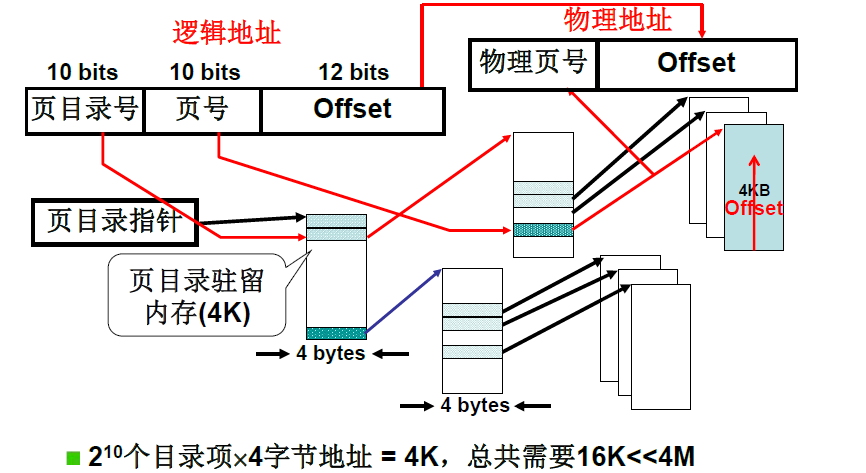 逻辑地址
物理地址
10 bits 10 bits 12 bits
页目录号 页号 Offset
物理页号 Offset
页目录指针
4KB
Offset
页目录驻留
内存(4K)
4 bytes
4 bytes
2¹⁰个目录项×4字节地址 = 4K，总共需要16K<<4M